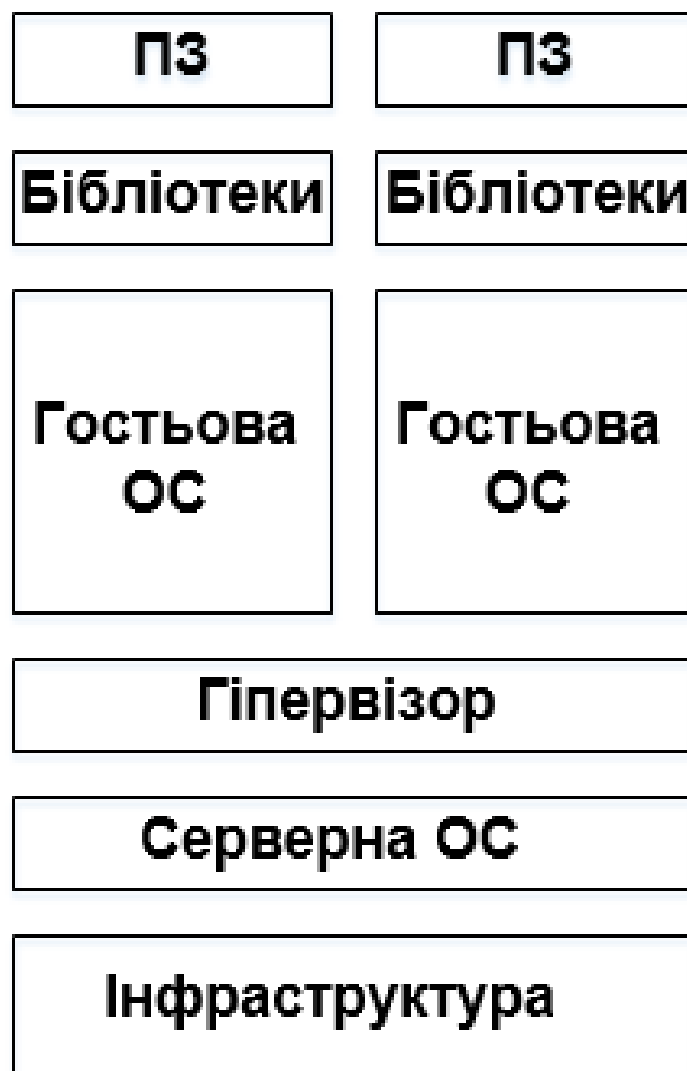 ПЗ ПЗ
Бібліотеки Бібліотеки
Гостьова Гостьова
ОС ОС
Гіпервізор
Серверна ОС
Інфраструктура